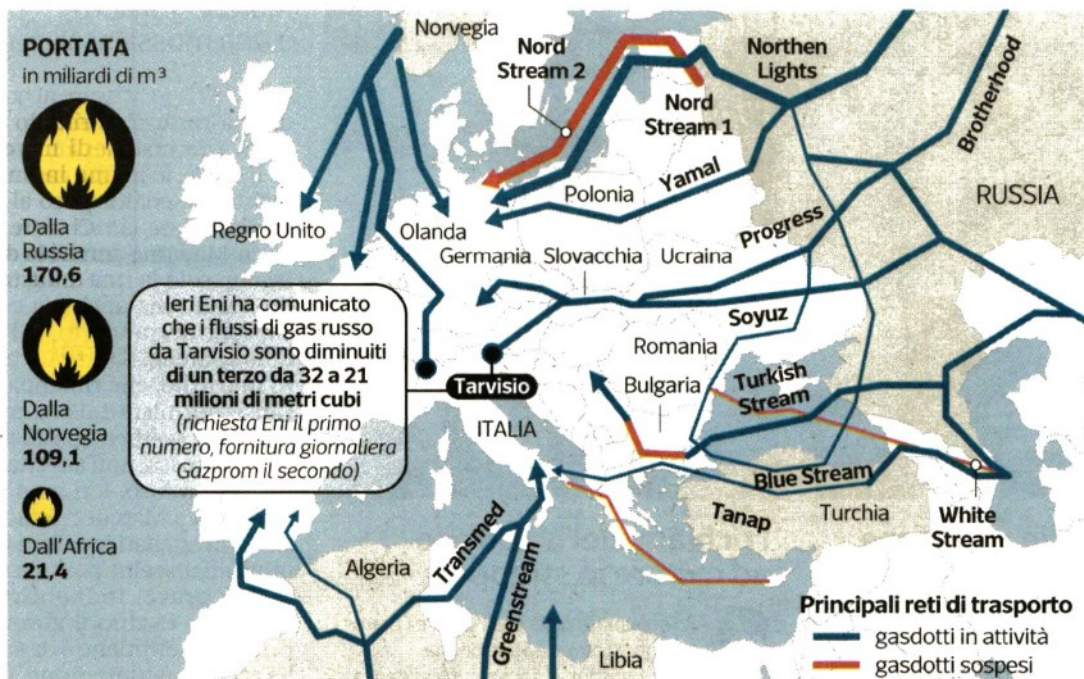 PORTATA
in miliardi di m³
Dalla
Russia
170,6
Dalla
Norvegia
109,1
Dall'Africa
21,4
Norvegia
Nord
Stream 2
Northen
Lights
Nord
Stream 1
Brotherhood
RUSSIA
Polonia
Yamal
Regno Unito
Olanda
Germania
Slovacchia
Ucraina
Progress
Soyuz
Ieri Eni ha comunicato
che i flussi di gas russo
da Tarvisio sono diminuiti
di un terzo da 32 a 21
milioni di metri cubi
(richiesta Eni il primo
numero, fornitura giornaliera
Gazprom il secondo)
Tarvisio
ITALIA
Romania
Bulgaria
Turkish
Stream
Blue Stream
Tanap
Turchia
White
Stream
Algeria
Transmed
Greenstream
Libia
Principali reti di trasporto
gasdotti in attività
gasdotti sospesi